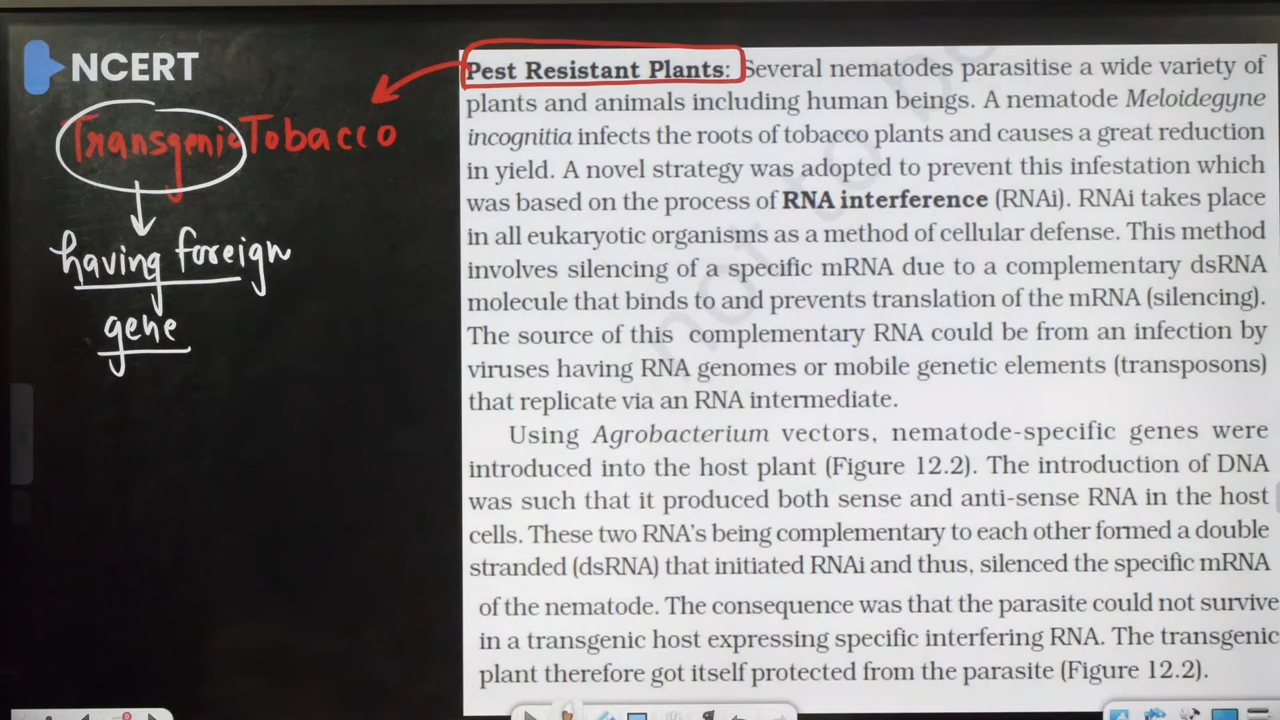 NCERT
Transgenic Tobacco
having foreign
gene
Pest Resistant Plants: Several nematodes parasitise a wide variety of
plants and animals including human beings. A nematode Meloidegyne
incognitia infects the roots of tobacco plants and causes a great reduction
in yield. A novel strategy was adopted to prevent this infestation which
was based on the process of RNA interference (RNAi). RNAi takes place
in all eukaryotic organisms as a method of cellular defense. This method
involves silencing of a specific mRNA due to a complementary dsRNA
molecule that binds to and prevents translation of the mRNA (silencing).
The source of this complementary RNA could be from an infection by
viruses having RNA genomes or mobile genetic elements (transposons)
that replicate via an RNA intermediate.
Using Agrobacterium vectors, nematode-specific genes were
introduced into the host plant (Figure 12.2). The introduction of DNA
was such that it produced both sense and anti-sense RNA in the host
cells. These two RNA's being complementary to each other formed a double
stranded (dsRNA) that initiated RNAi and thus, silenced the specific mRNA
of the nematode. The consequence was that the parasite could not survive
in a transgenic host expressing specific interfering RNA. The transgenic
plant therefore got itself protected from the parasite (Figure 12.2).